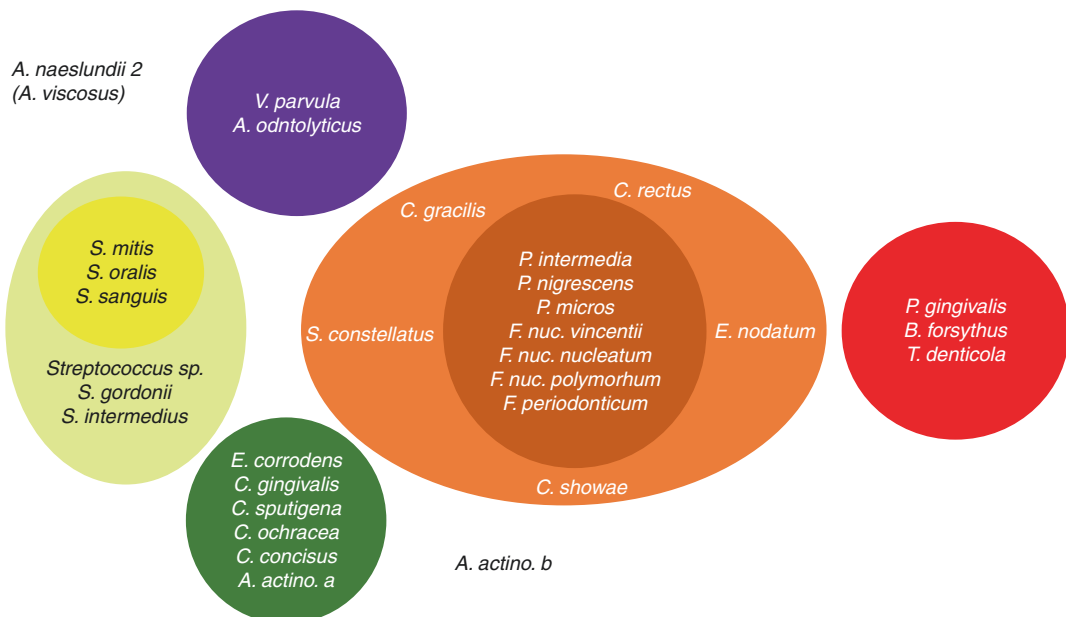 A. naeslundii 2
(A. viscosus)
V. parvula
A. odntolyticus
S. mitis
S. oralis
S. sanguis
Streptococcus sp.
S. gordonii
S. intermedius
E. corrodens
C. gingivalis
C. sputigena
C. ochracea
C. concisus
A. actino. a
C. gracilis
C. rectus
S. constellatus
P. intermedia
P. nigrescens
P. micros
F. nuc. vincentii
F. nuc. nucleatum
F. nuc. polymorhum
F. periodonticum
E. nodatum
C. showae
A. actino. b
P. gingivalis
B. forsythus
T. denticola